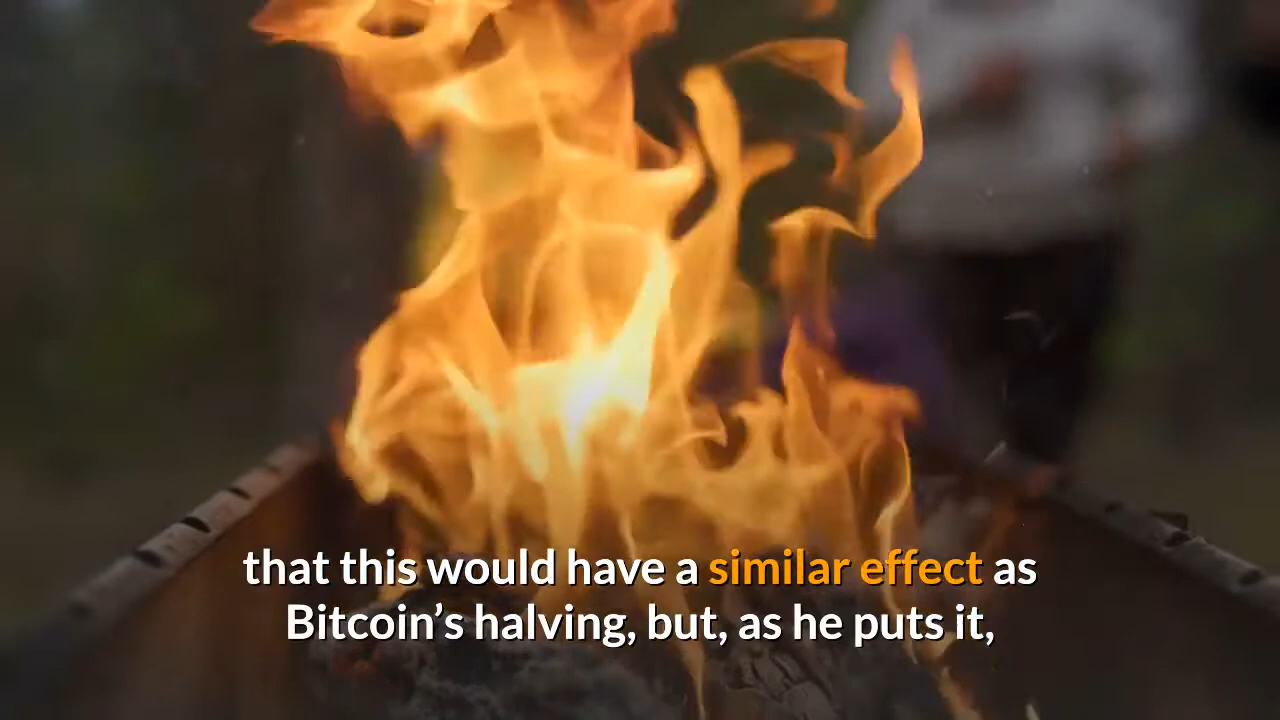 that this would have a similar effect as
Bitcoin’s halving, but, as he puts it,